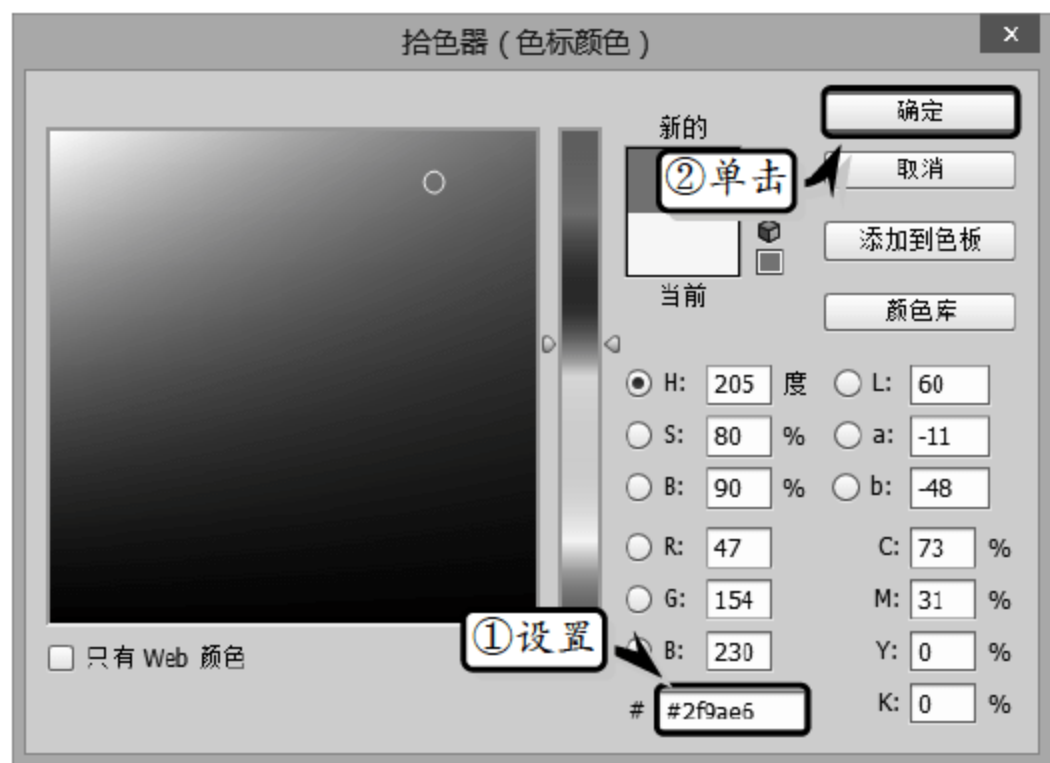 拾色器（色标颜色）
x
新的
②单击
当前
确定
取消
添加到色板
颜色库
H: 205 度
L: 60
S: 80 %
a: -11
B: 90 %
b: -48
R: 47
C: 73 %
G: 154
M: 31 %
B: 230
Y: 0 %
①设置
# #2f9ae6
K: 0 %
只有 Web 颜色